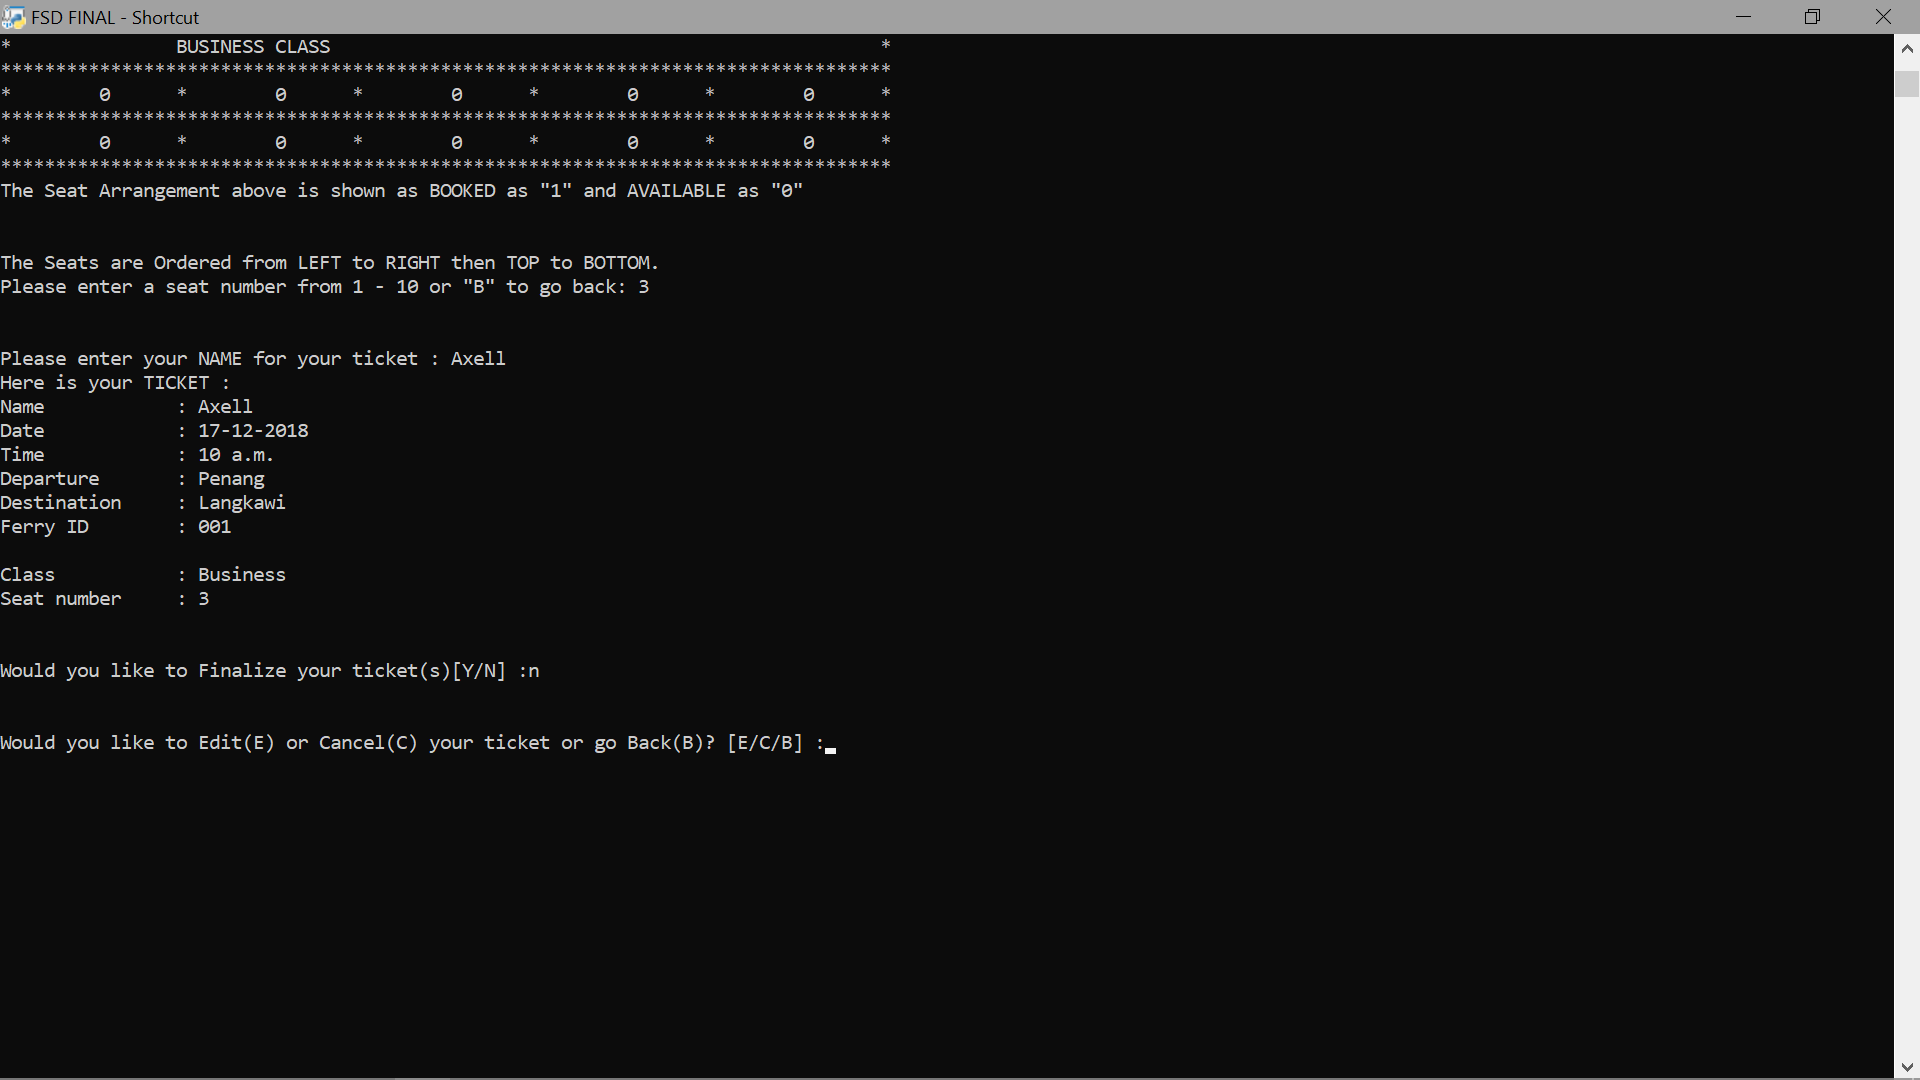 FSD FINAL - Shortcut
* BUSINESS CLASS *
*********************************************************************************
* 0 * 0 * 0 * 0 * 0 *
*********************************************************************************
* 0 * 0 * 0 * 0 * 0 *
*********************************************************************************
The Seat Arrangement above is shown as BOOKED as "1" and AVAILABLE as "0"
The Seats are Ordered from LEFT to RIGHT then TOP to BOTTOM.
Please enter a seat number from 1 - 10 or "B" to go back: 3
Please enter your NAME for your ticket : Axell
Here is your TICKET :
Name : Axell
Date : 17-12-2018
Time : 10 a.m.
Departure : Penang
Destination : Langkawi
Ferry ID : 001
Class : Business
Seat number : 3
Would you like to Finalize your ticket(s)[Y/N] :n
Would you like to Edit(E) or Cancel(C) your ticket or go Back(B)? [E/C/B] :